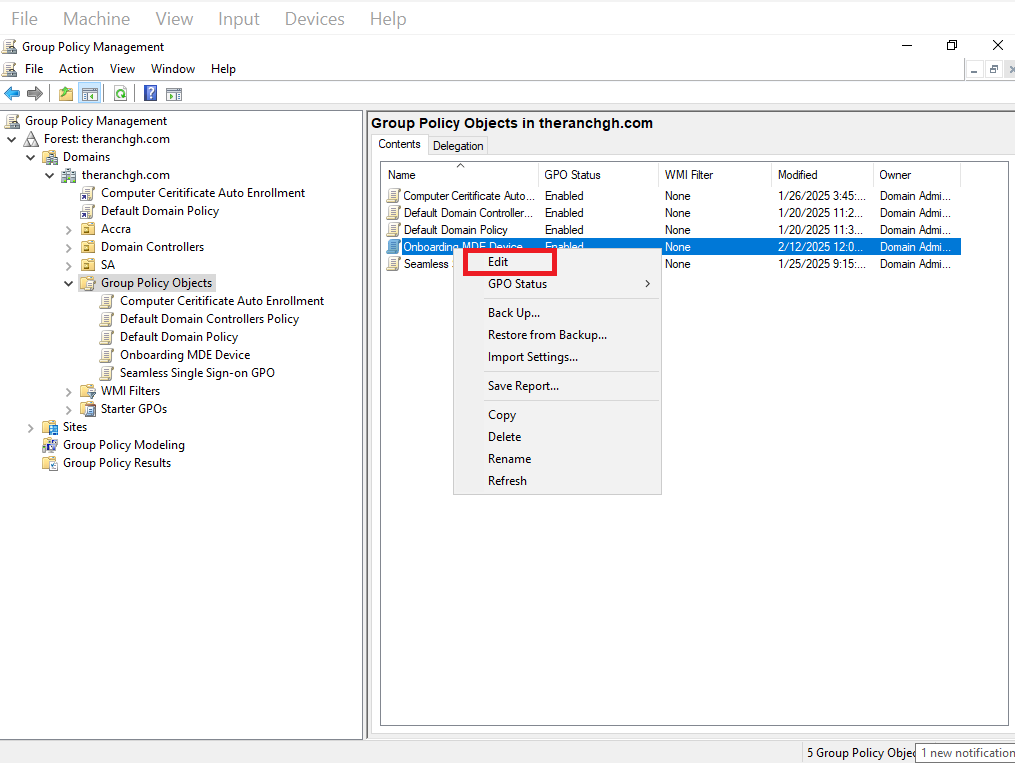 File Machine View Input Devices Help
Group Policy Management
File Action View Window Help
Group Policy Management
Forest: theranchgh.com
Domains
theranchgh.com
Computer Ceritificate Auto Enrollment
Default Domain Policy
Accra
Domain Controllers
SA
Group Policy Objects
Computer Ceritificate Auto Enrollment
Default Domain Controllers Policy
Default Domain Policy
Onboarding MDE Device
Seamless Single Sign-on GPO
WMI Filters
Starter GPOs
Sites
Group Policy Modeling
Group Policy Results
Group Policy Objects in theranchgh.com
Contents Delegation
Name GPO Status WMI Filter Modified Owner
Computer Ceritificate Auto... Enabled None 1/26/2025 3:45:... Domain Admi...
Default Domain Controller... Enabled None 1/20/2025 11:2... Domain Admi...
Default Domain Policy Enabled None 1/20/2025 11:3... Domain Admi...
Onboarding MDE Device Enabled None 2/12/2025 12:0... Domain Admi...
Seamless None 1/25/2025 9:15:... Domain Admi...
Edit
GPO Status
Back Up...
Restore from Backup...
Import Settings...
Save Report...
Copy
Delete
Rename
Refresh
5 Group Policy Objec
1 new notification